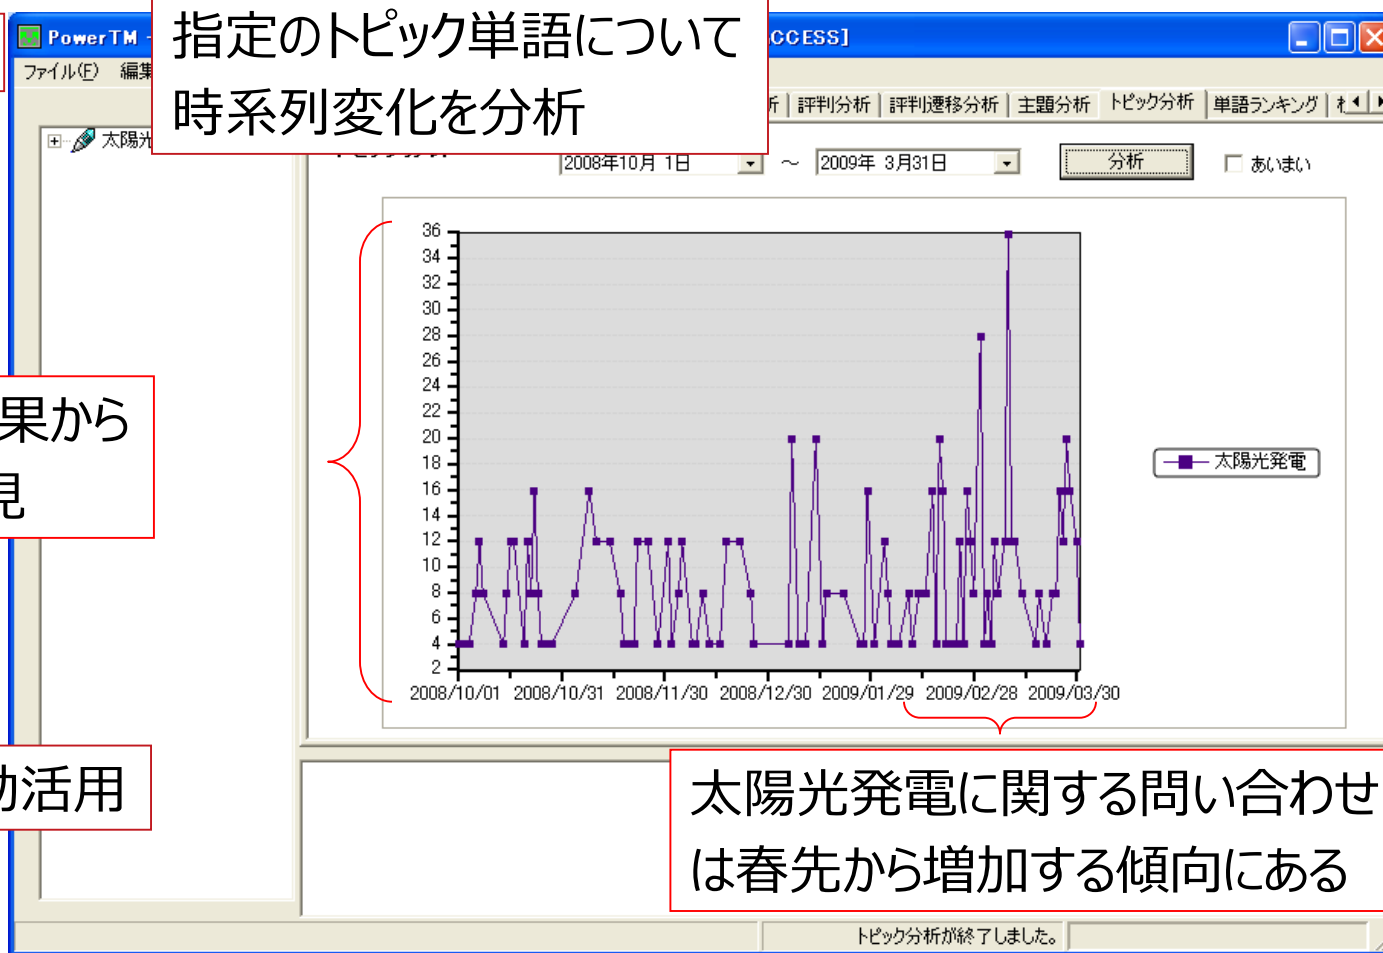 指定のトピック単語について
時系列変化を分析
PowerTM -
CCESS]
ファイル(F) 編集
析 評判分析 評判遷移分析 主題分析 トピック分析 単語ランキング
太陽光
2008年10月 1日 ～ 2009年 3月31日 分析 あいまい
36
34
32
30
28
26
24
22
20
18
16
14
12
10
8
6
4
2
2008/10/01 2008/10/31 2008/11/30 2008/12/30 2009/01/29 2009/02/28 2009/03/30
太陽光発電
果から
見
活用
太陽光発電に関する問い合わせ
は春先から増加する傾向にある
トピック分析が終了しました。